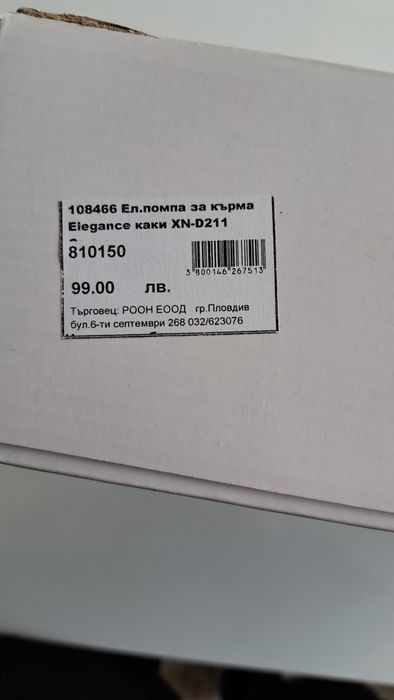 108466 Ел.помпа за кърма
Elegance каки XN-D211
810150
3 800146 267513
99.00 лв.
Търговец: РООН ЕООД гр.Пловдив
бул.6-ти септември 268 032/623076